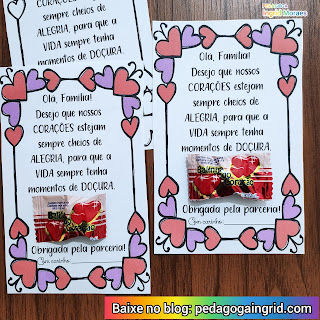 Ingrid Moraes
CORAÇÕES estejam
sempre cheios de
ALEGRIA, para que a
VIDA sempre tenha
momentos de DOÇURA.
Olá, Família!
Desejo que nossos
CORAÇÕES estejam
sempre cheios de
ALEGRIA, para que a
VIDA sempre tenha
momentos de DOÇURA.
Obrigada pela parceria!
Com carinho
Olá, Família!
Desejo que nossos
CORAÇÕES estejam
sempre cheios de
ALEGRIA, para que a
VIDA sempre tenha
momentos de DOÇURA.
Obrigada pela parceria!
Com carinho
Baixe no blog: pedagogaingrid.com